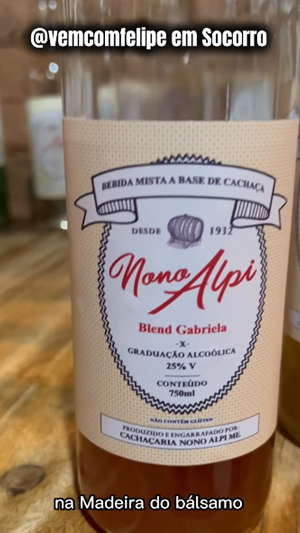 @vemcomfelipe em Socorro
BEBIDA MISTA A BASE DE CACHAÇA
DESDE 1932
Nono Alpi
Blend Gabriela
-X-
GRADUAÇÃO ALCOÓLICA
25% V
CONTEÚDO
750ml
NÃO CONTÉM GLÚTEN
PRODUZIDO E ENGARRAFADO POR:
CACHAÇARIA NONO ALPI ME
na Madeira do bálsamo